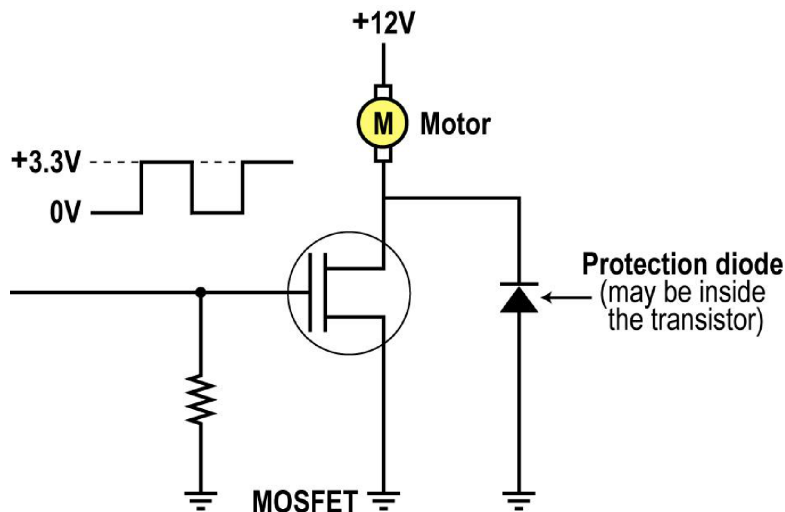 +12V
M
Motor
+3.3V
0V
Protection diode
(may be inside
the transistor)
MOSFET